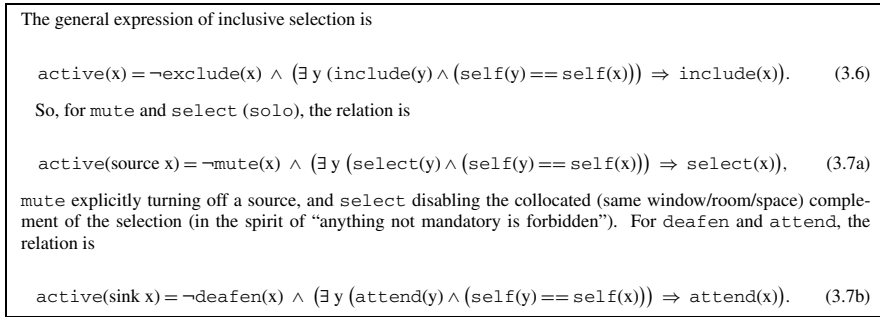 The general expression of inclusive selection is
active(x) = ¬exclude(x) ∧ (∃ y (include(y) ∧ (self(y) == self(x))) ⇒ include(x)). (3.6)
So, for mute and select (solo), the relation is
active(source x) = ¬mute(x) ∧ (∃ y (select(y) ∧ (self(y) == self(x))) ⇒ select(x)), (3.7a)
mute explicitly turning off a source, and select disabling the collocated (same window/room/space) comple-
ment of the selection (in the spirit of “anything not mandatory is forbidden”). For deafen and attend, the
relation is
active(sink x) = ¬deafen(x) ∧ (∃ y (attend(y) ∧ (self(y) == self(x))) ⇒ attend(x)). (3.7b)